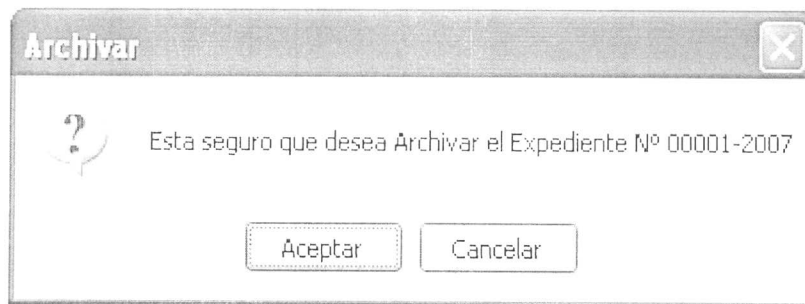 Archivar
?
Esta seguro que desea Archivar el Expediente Nº 00001-2007
Aceptar Cancelar